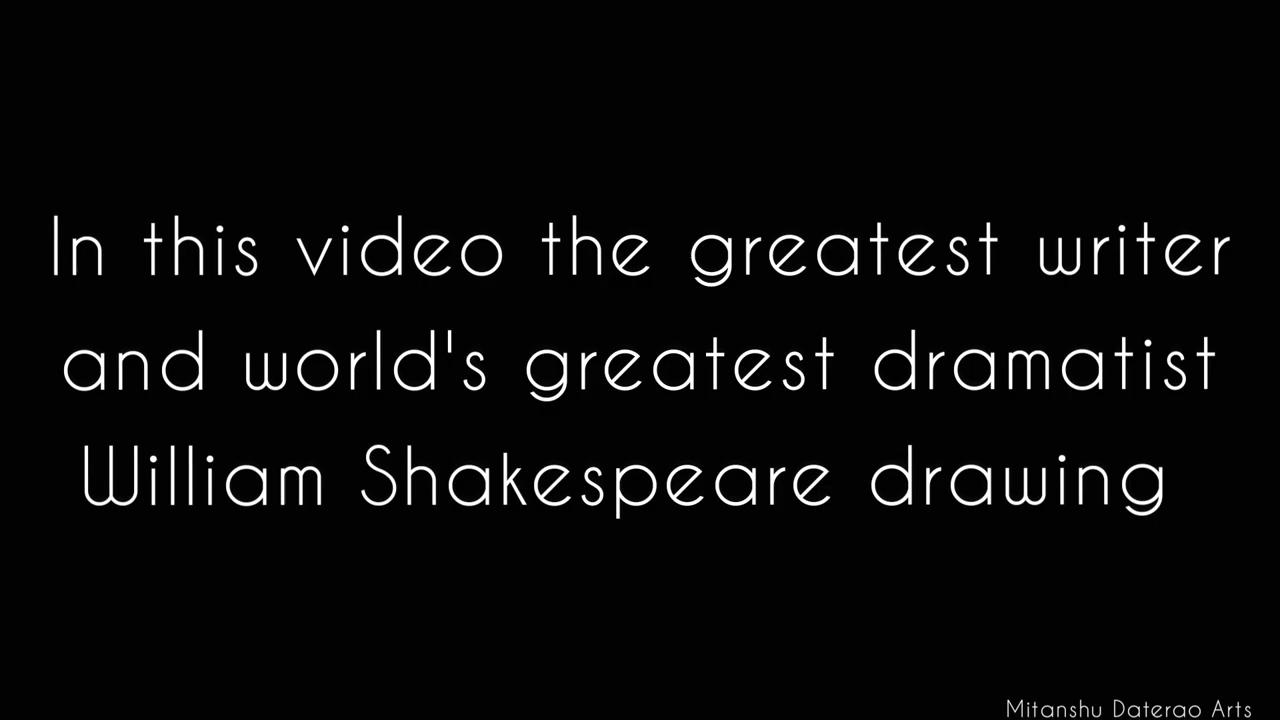 In this video the greatest writer
and world's greatest dramatist
William Shakespeare drawing
Mitanshu Daterao Arts